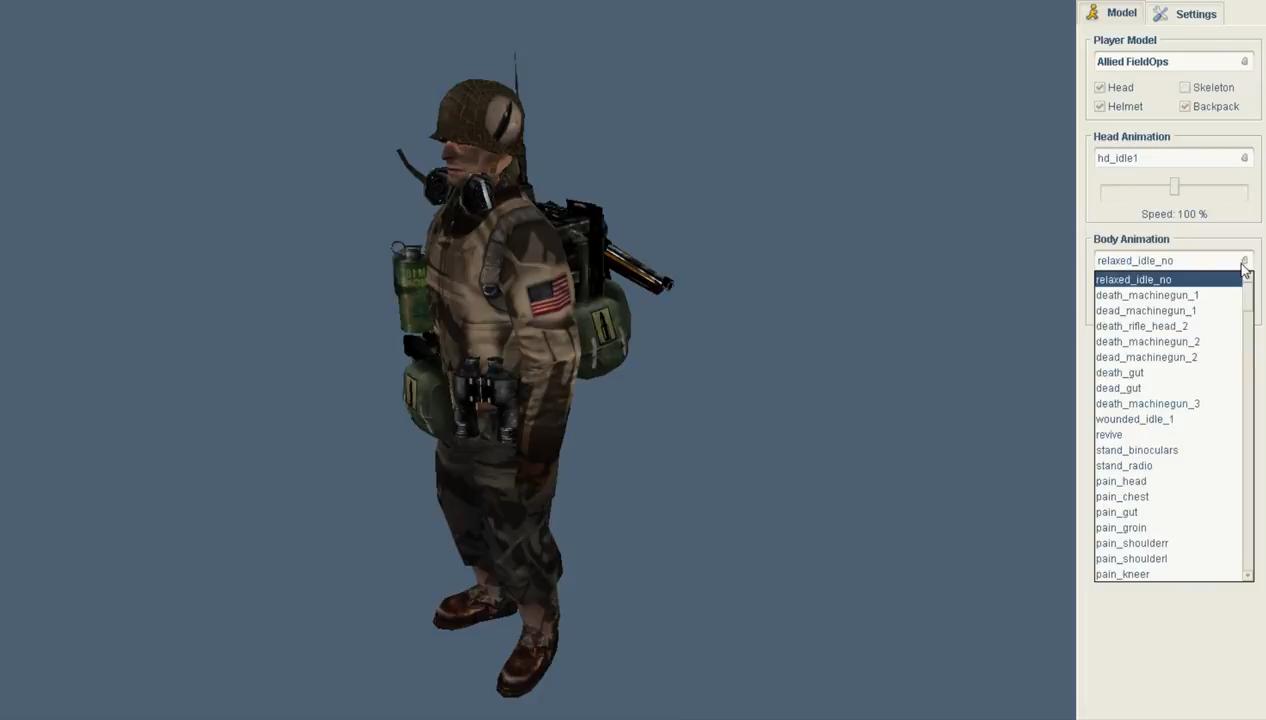 Model
Settings
Player Model
Allied FieldOps
Head
Skeleton
Helmet
Backpack
Head Animation
hd_idle1
Speed: 100 %
Body Animation
relaxed_idle_no
relaxed_idle_no
death_machinegun_1
dead_machinegun_1
death_rifle_head_2
death_machinegun_2
dead_machinegun_2
death_gut
dead_gut
death_machinegun_3
wounded_idle_1
revive
stand_binoculars
stand_radio
pain_head
pain_chest
pain_gut
pain_groin
pain_shoulderr
pain_shoulderl
pain_kneer